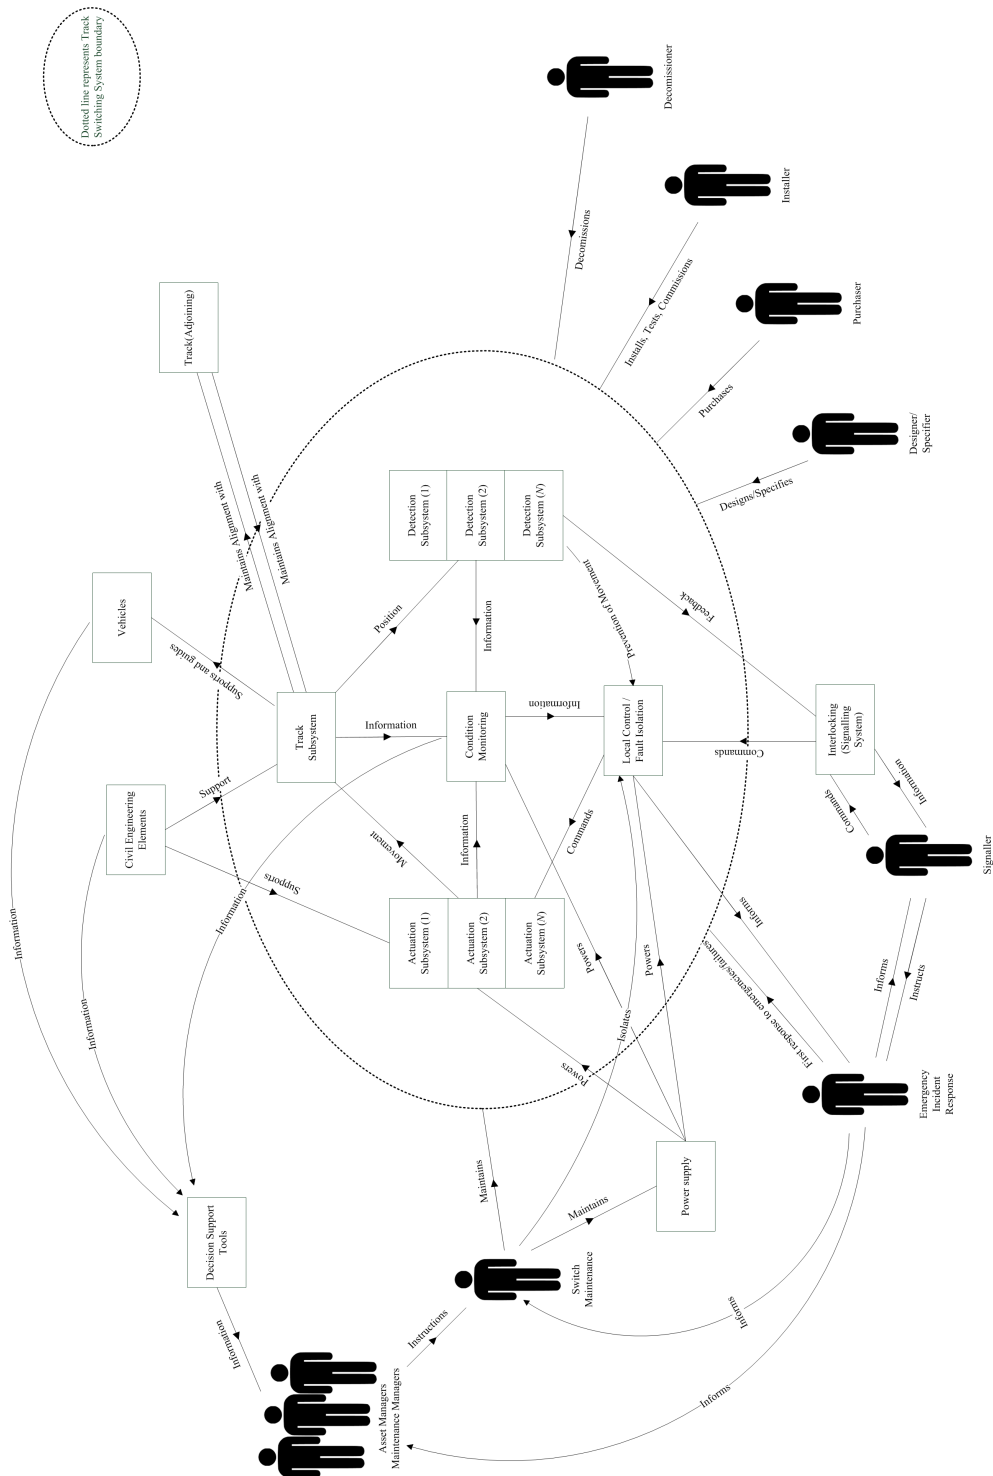 Dotted line represents Track
Switching System boundary
Decomissioner
Decomissions
Installer
Installs, Tests, Commissions
Purchaser
Purchases
Designer/
Specifier
Designs/Specifies
Track(Adjoining)
Maintains Alignment with
Maintains Alignment with
Vehicles
Supports and guides
Information
Civil Engineering
Elements
Support
Supports
Information
Track
Subsystem
Position
Information
Movement
Detection
Subsystem (1)
Detection
Subsystem (2)
Detection
Subsystem (N)
Information
Prevention of Movement
Feedback
Condition
Monitoring
Information
Information
Information
Local Control /
Fault Isolation
Commands
Commands
Informs
Actuation
Subsystem (1)
Actuation
Subsystem (2)
Actuation
Subsystem (N)
Interlocking
(Signalling
System)
Commands
Information
Signaller
Informs
Instructs
Emergency
Incident
Response
First response to emergencies/failures
Informs
Informs
Power supply
Powers
Powers
Powers
Isolates
Maintains
Maintains
Switch
Maintenance
Instructions
Decision Support
Tools
Information
Asset Managers
Maintenance Managers